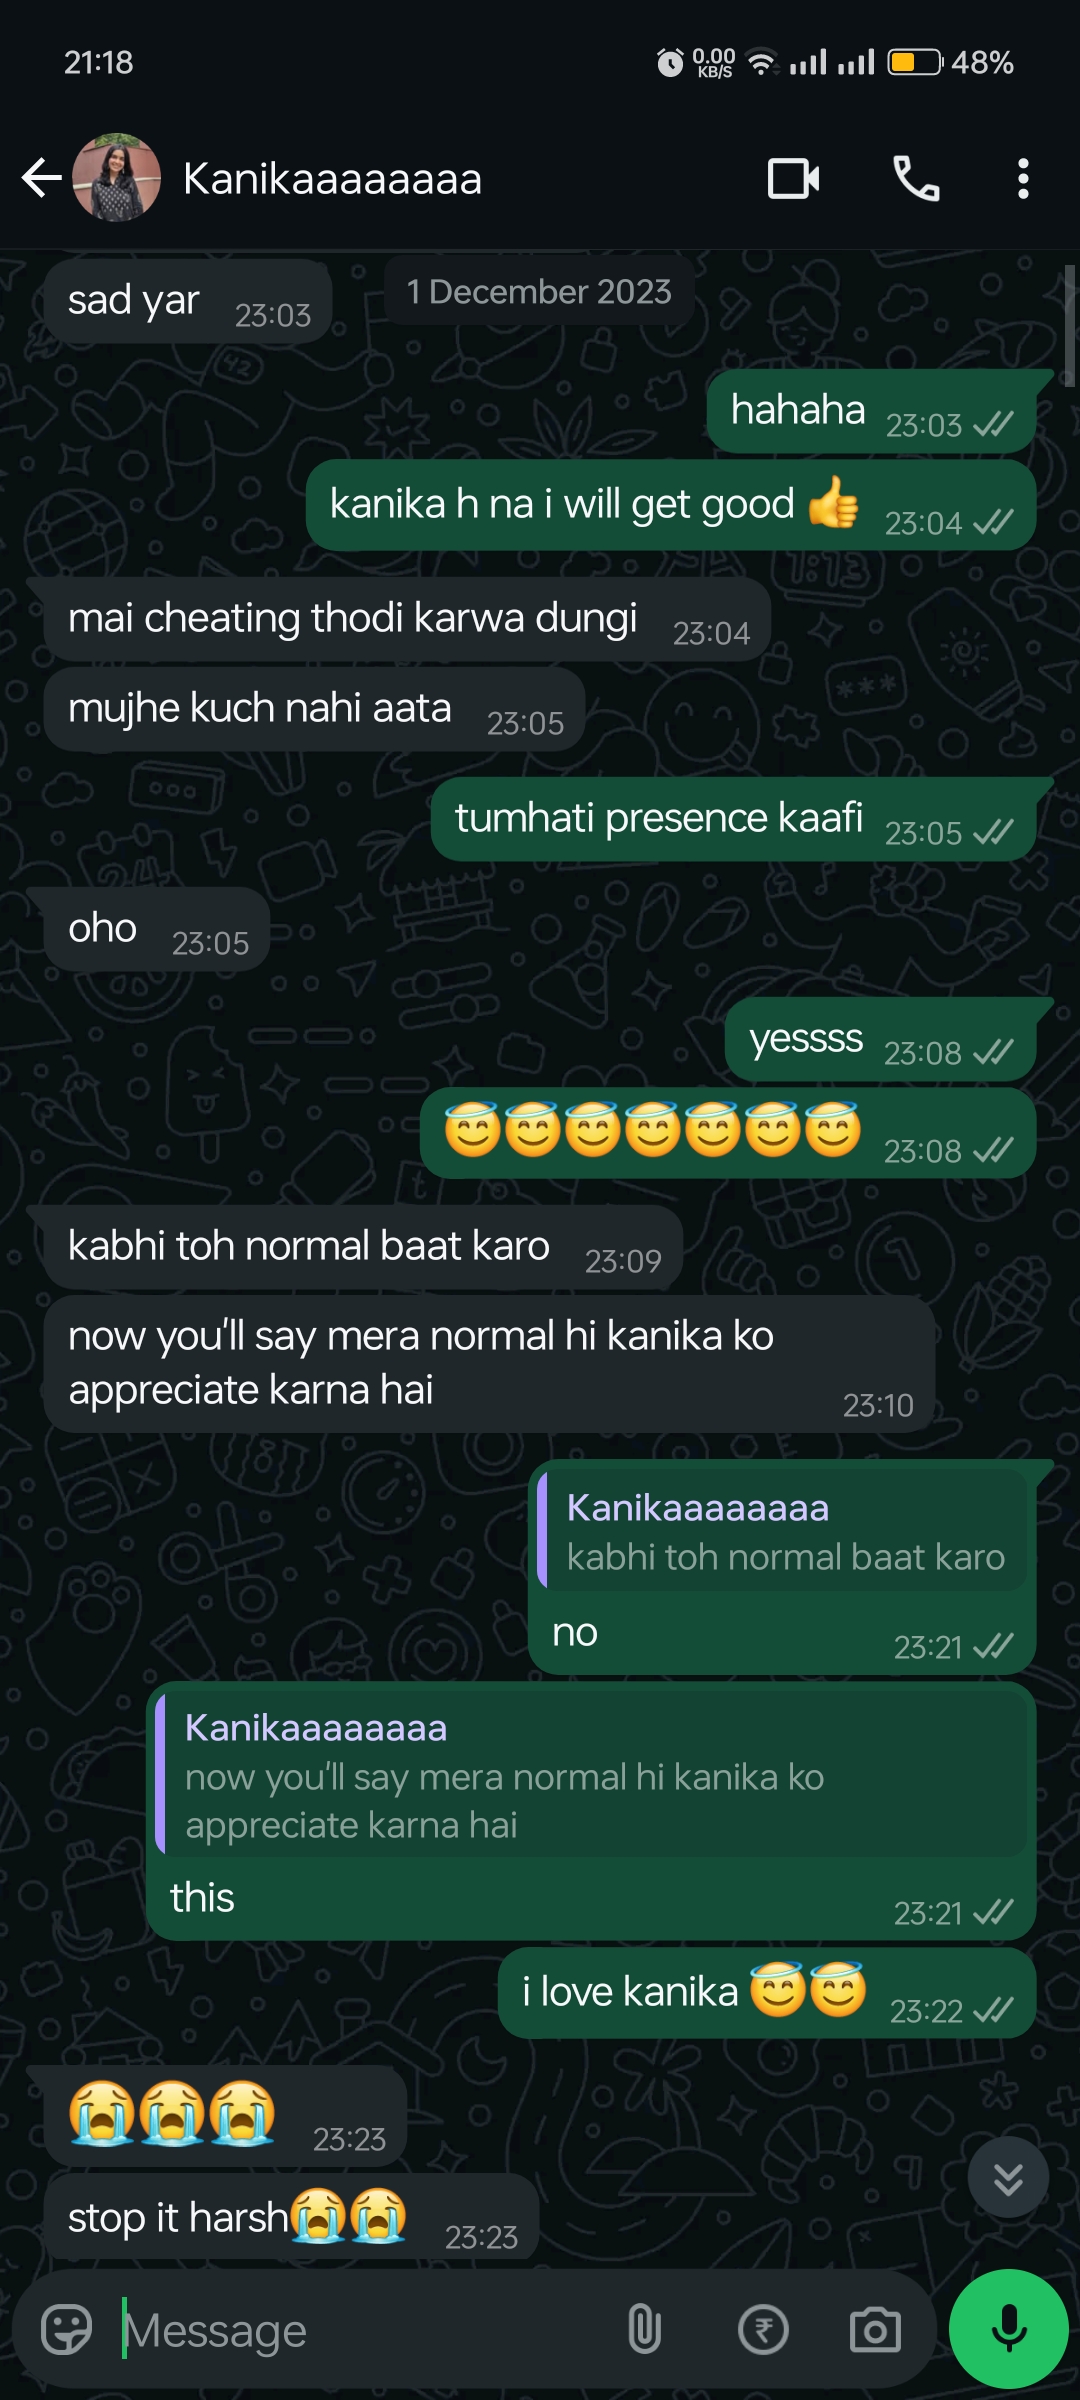 21:18
0.00
KB/S
48%
Kanikaaaaaaaa
sad yar 23:03
1 December 2023
hahaha 23:03
kanika h na i will get good 👍 23:04
mai cheating thodi karwa dungi 23:04
mujhe kuch nahi aata 23:05
tumhati presence kaafi 23:05
oho 23:05
yessss 23:08
😇😇😇😇😇😇😇 23:08
kabhi toh normal baat karo 23:09
now you'll say mera normal hi kanika ko
appreciate karna hai 23:10
Kanikaaaaaaaa
kabhi toh normal baat karo
no 23:21
Kanikaaaaaaaa
now you'll say mera normal hi kanika ko
appreciate karna hai
this 23:21
i love kanika 😇😇 23:22
😭😭😭 23:23
stop it harsh😭😭 23:23
Message